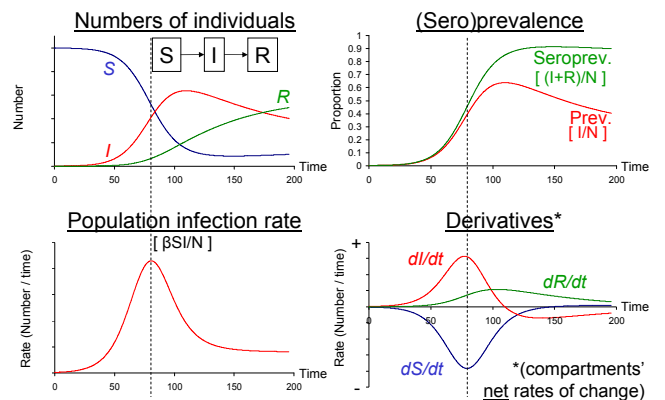 Numbers of individuals
S
I
R
Number
S
I
R
Time
0
50
100
150
200
(Sero)prevalence
Proportion
1
0.9
0.8
0.7
0.6
0.5
0.4
0.3
0.2
0.1
0
Seroprev.
[ (I+R)/N ]
Prev.
[ I/N ]
Time
0
50
100
150
200
Population infection rate
[ βSI/N ]
Rate (Number / time)
Time
0
50
100
150
200
Derivatives*
+
-
Rate (Number / time)
dI/dt
dR/dt
dS/dt
Time
0
50
100
150
200
*(compartments'
net rates of change)